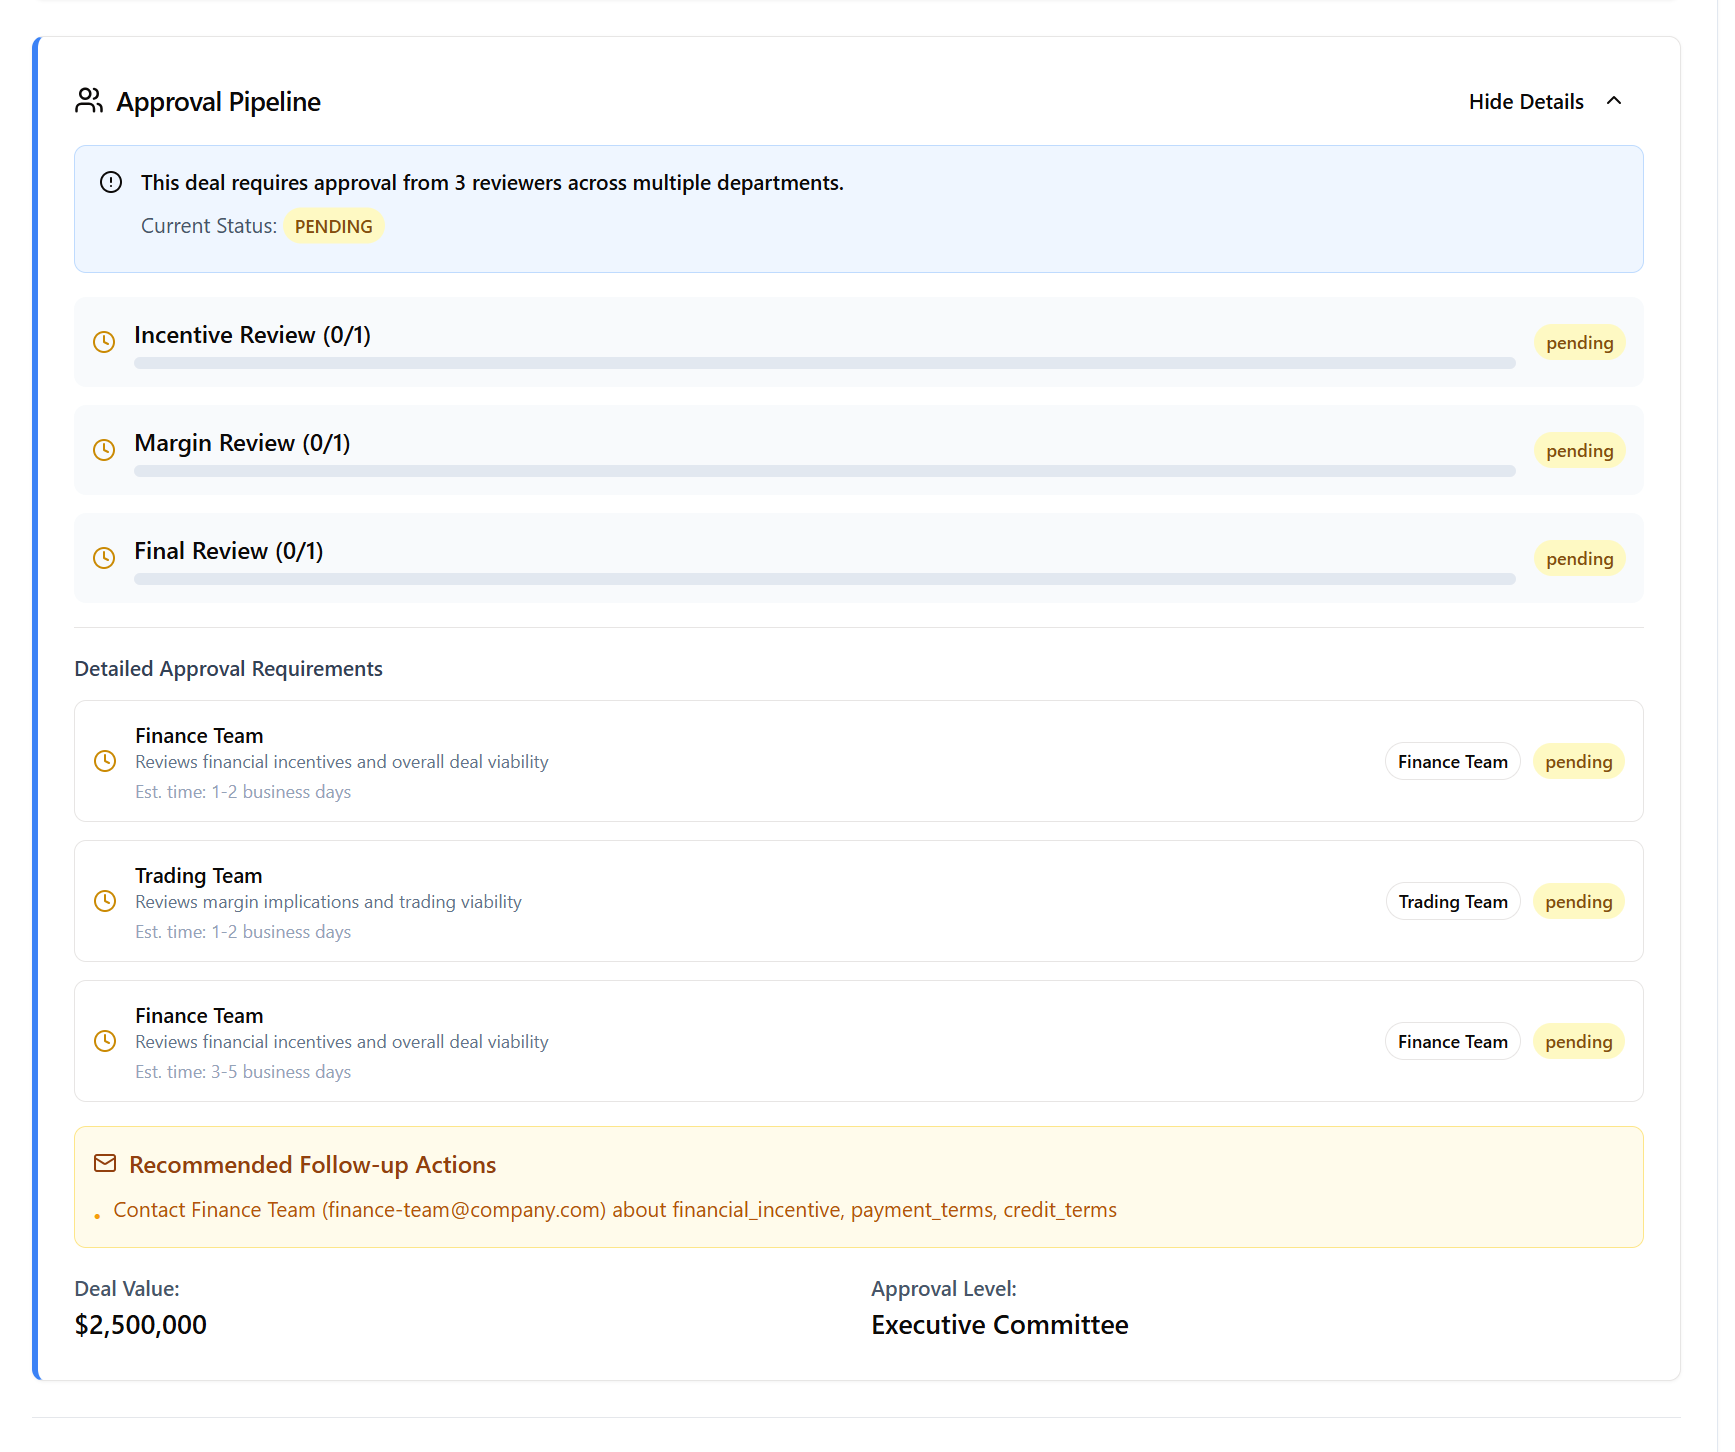 Approval Pipeline
Hide Details
This deal requires approval from 3 reviewers across multiple departments.
Current Status: PENDING
Incentive Review (0/1)
pending
Margin Review (0/1)
pending
Final Review (0/1)
pending
Detailed Approval Requirements
Finance Team
Reviews financial incentives and overall deal viability
Est. time: 1-2 business days
Finance Team
pending
Trading Team
Reviews margin implications and trading viability
Est. time: 1-2 business days
Trading Team
pending
Finance Team
Reviews financial incentives and overall deal viability
Est. time: 3-5 business days
Finance Team
pending
Recommended Follow-up Actions
• Contact Finance Team (finance-team@company.com) about financial_incentive, payment_terms, credit_terms
Deal Value:
$2,500,000
Approval Level:
Executive Committee